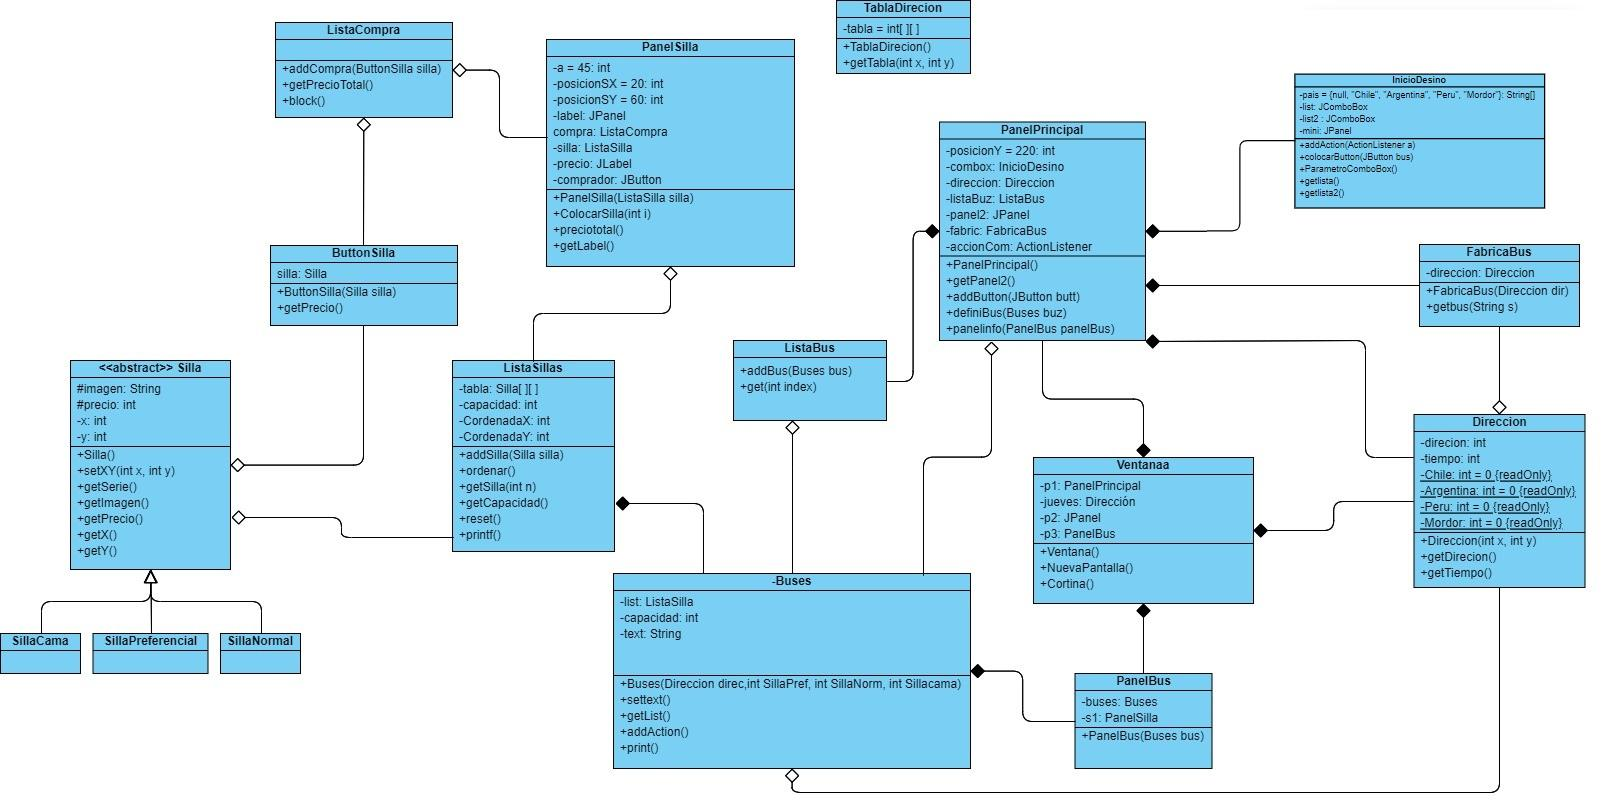 ListaCompra
+addCompra(ButtonSilla silla)
+getPrecioTotal()
+block()
PanelSilla
-a = 45: int
-posicionSX = 20: int
-posicionSY = 60: int
-label: JPanel
compra: ListaCompra
-silla: ListaSilla
-precio: JLabel
-comprador: JButton
+PanelSilla(ListaSilla silla)
+ColocarSilla(int i)
+preciototal()
+getLabel()
TablaDirecion
-tabla = int[ ][ ]
+TablaDirecion()
+getTabla(int x, int y)
InicioDesino
-pais = {null, "Chile", "Argentina", "Peru", "Mordor"}: String[]
-list: JComboBox
-list2 : JComboBox
-mini: JPanel
+addAction(ActionListener a)
+colocarButton(JButton bus)
+ParametroComboBox()
+getlista()
+getlista2()
PanelPrincipal
-posicionY = 220: int
-combox: InicioDesino
-direccion: Direccion
-listaBuz: ListaBus
-panel2: JPanel
-fabric: FabricaBus
-accionCom: ActionListener
+PanelPrincipal()
+getPanel2()
+addButton(JButton butt)
+definiBus(Buses buz)
+panelinfo(PanelBus panelBus)
ButtonSilla
silla: Silla
+ButtonSilla(Silla silla)
+getPrecio()
FabricaBus
-direccion: Direccion
+FabricaBus(Direccion dir)
+getbus(String s)
<<abstract>> Silla
#imagen: String
#precio: int
-x: int
-y: int
+Silla()
+setXY(int x, int y)
+getSerie()
+getImagen()
+getPrecio()
+getX()
+getY()
ListaSillas
-tabla: Silla[ ][ ]
-capacidad: int
-CordenadaX: int
-CordenadaY: int
+addSilla(Silla silla)
+ordenar()
+getSilla(int n)
+getCapacidad()
+reset()
+printf()
ListaBus
+addBus(Buses bus)
+get(int index)
Ventanaa
-p1: PanelPrincipal
-jueves: Dirección
-p2: JPanel
-p3: PanelBus
+Ventana()
+NuevaPantalla()
+Cortina()
Direccion
-direcion: int
-tiempo: int
-Chile: int = 0 {readOnly}
-Argentina: int = 0 {readOnly}
-Peru: int = 0 {readOnly}
-Mordor: int = 0 {readOnly}
+Direccion(int x, int y)
+getDirecion()
+getTiempo()
SillaCama
SillaPreferencial
SillaNormal
-Buses
-list: ListaSilla
-capacidad: int
-text: String
+Buses(Direccion direc,int SillaPref, int SillaNorm, int Sillacama)
+settext()
+getList()
+addAction()
+print()
PanelBus
-buses: Buses
-s1: PanelSilla
+PanelBus(Buses bus)